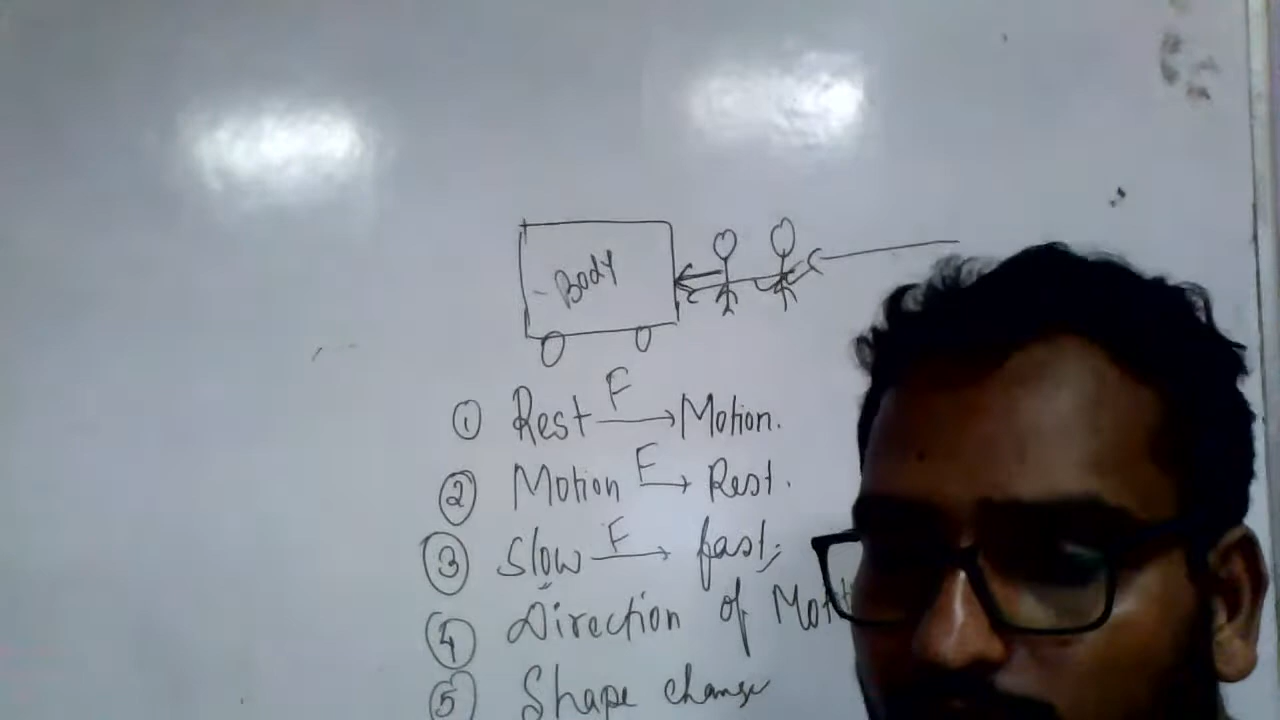 Body
① Rest F→ Motion.
② Motion F→ Rest.
③ Slow F→ fast;
④ Direction of
⑤ Shape change